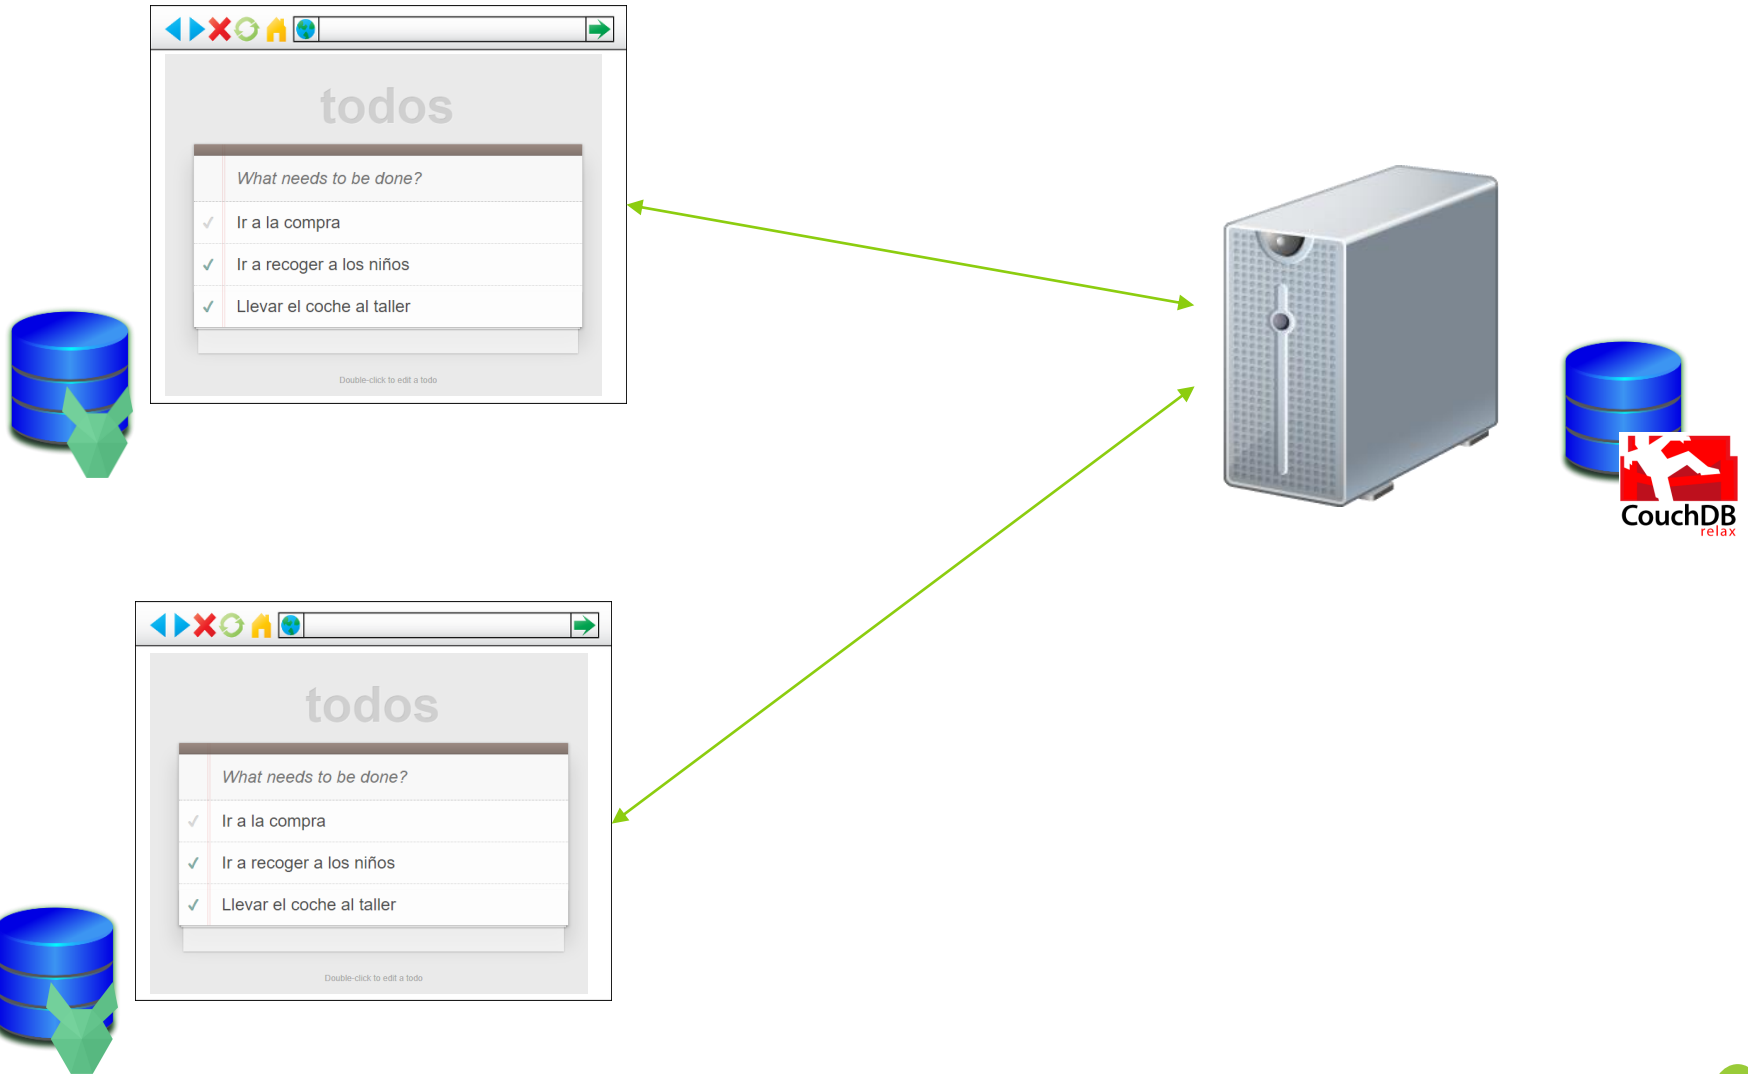 todos
What needs to be done?
Ir a la compra
Ir a recoger a los niños
Llevar el coche al taller
Double-click to edit a todo
CouchDB
relax
todos
What needs to be done?
Ir a la compra
Ir a recoger a los niños
Llevar el coche al taller
Double-click to edit a todo